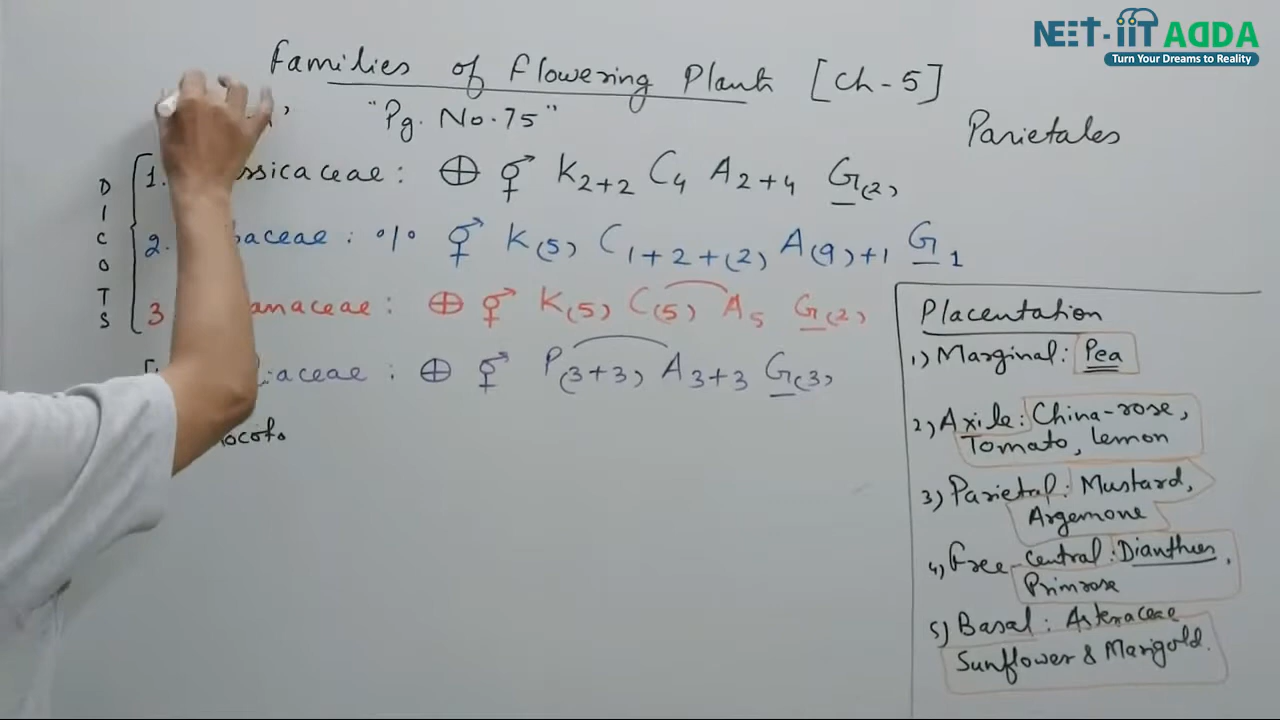 NEET-iiT ADDA
Turn Your Dreams to Reality
Families of Flowering Plants [Ch-5]
"Pg. No.75"
Parietales
DICOTS
1. ssicaceae: ⊕ ⚥ K2+2 C4 A2+4 G(2)
2. baceae: %  ⚥ K(5) C1+2+(2) A(9)+1 G1
3 anaceae: ⊕ ⚥ K(5) C(5) A5 G(2)
iaceae: ⊕ ⚥ P(3+3) A3+3 G(3)
ocots
Placentation
1) Marginal: Pea
2) Axile: China-rose,
Tomato, Lemon
3) Parietal: Mustard,
Argemone
4) Free-central: Dianthus,
Primrose
5) Basal: Asteraceae
Sunflower & Marigold.